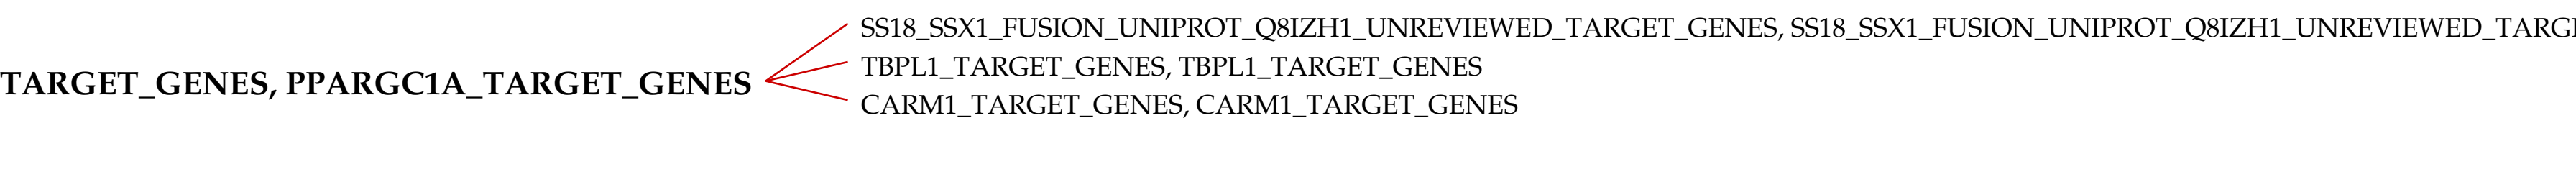 TARGET_GENES, PPARGC1A_TARGET_GENES
SS18_SSX1_FUSION_UNIPROT_Q8IZH1_UNREVIEWED_TARGET_GENES, SS18_SSX1_FUSION_UNIPROT_Q8IZH1_UNREVIEWED_TARG
TBPL1_TARGET_GENES, TBPL1_TARGET_GENES
CARM1_TARGET_GENES, CARM1_TARGET_GENES